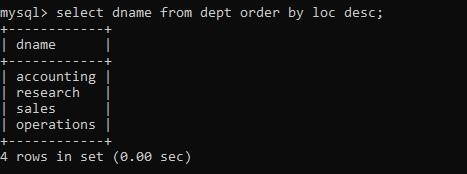 mysql> select dname from dept order by loc desc;
+------------+
| dname      |
+------------+
| accounting |
| research   |
| sales      |
| operations |
+------------+
4 rows in set (0.00 sec)